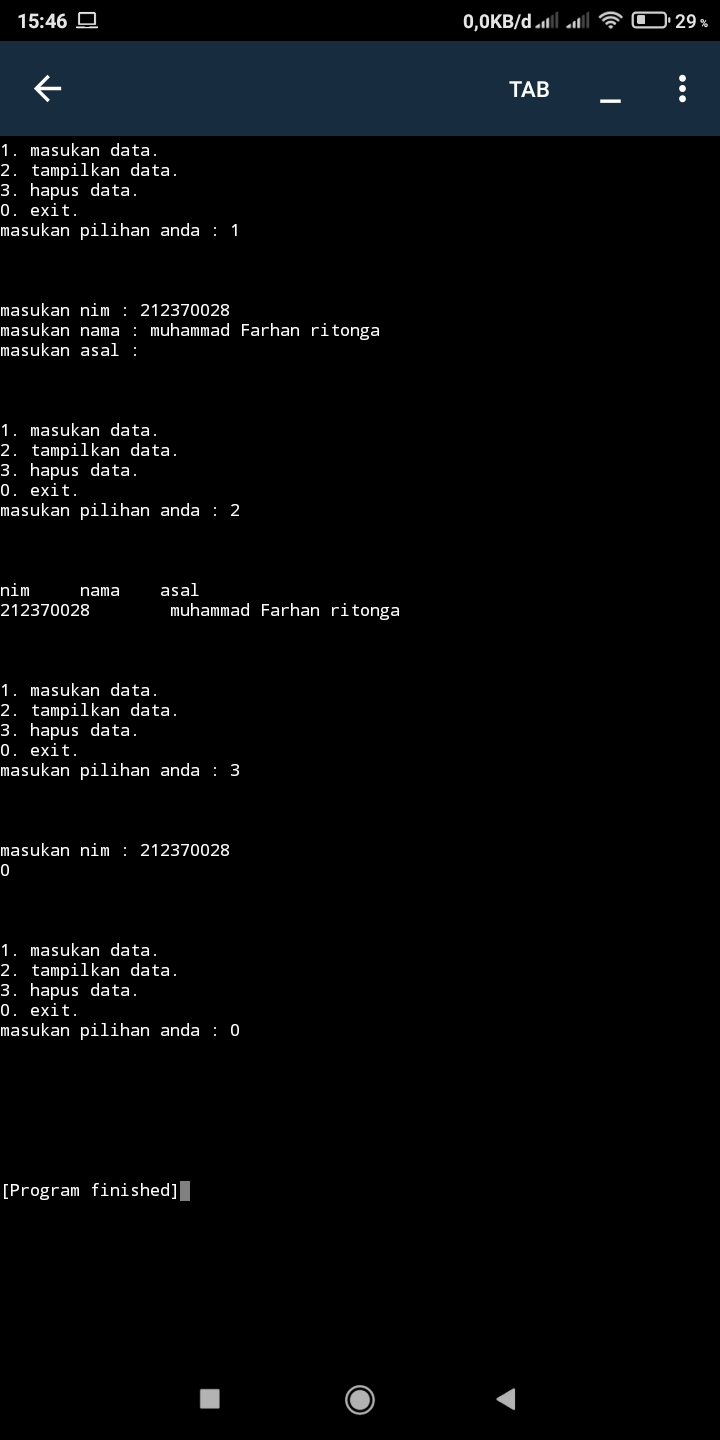 15:46 0,0KB/d 29 %
TAB
1. masukan data.
2. tampilkan data.
3. hapus data.
0. exit.
masukan pilihan anda : 1
masukan nim : 212370028
masukan nama : muhammad Farhan ritonga
masukan asal :
1. masukan data.
2. tampilkan data.
3. hapus data.
0. exit.
masukan pilihan anda : 2
nim nama asal
212370028 muhammad Farhan ritonga
1. masukan data.
2. tampilkan data.
3. hapus data.
0. exit.
masukan pilihan anda : 3
masukan nim : 212370028
0
1. masukan data.
2. tampilkan data.
3. hapus data.
0. exit.
masukan pilihan anda : 0
[Program finished]